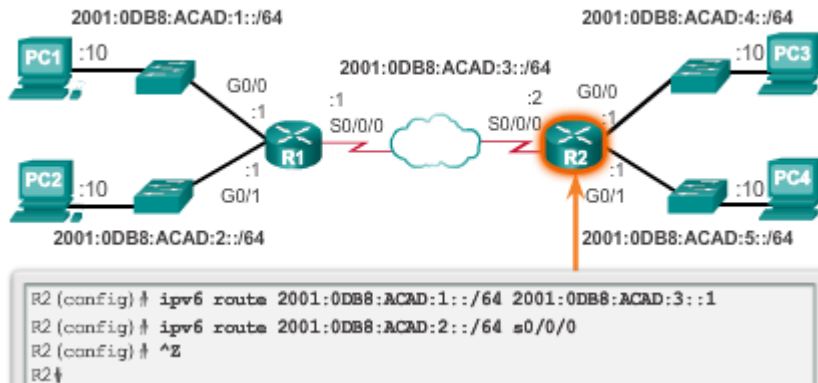 2001:0DB8:ACAD:1::/64
2001:0DB8:ACAD:4::/64
PC1
:10
G0/0
:1
2001:0DB8:ACAD:3::/64
:1
S0/0/0
R1
:2
S0/0/0
R2
G0/0
:1
PC3
:10
PC2
:10
:1
G0/1
G0/1
:10
PC4
2001:0DB8:ACAD:2::/64
2001:0DB8:ACAD:5::/64
R2(config)# ipv6 route 2001:0DB8:ACAD:1::/64 2001:0DB8:ACAD:3::1
R2(config)# ipv6 route 2001:0DB8:ACAD:2::/64 s0/0/0
R2(config)# ^Z
R2#